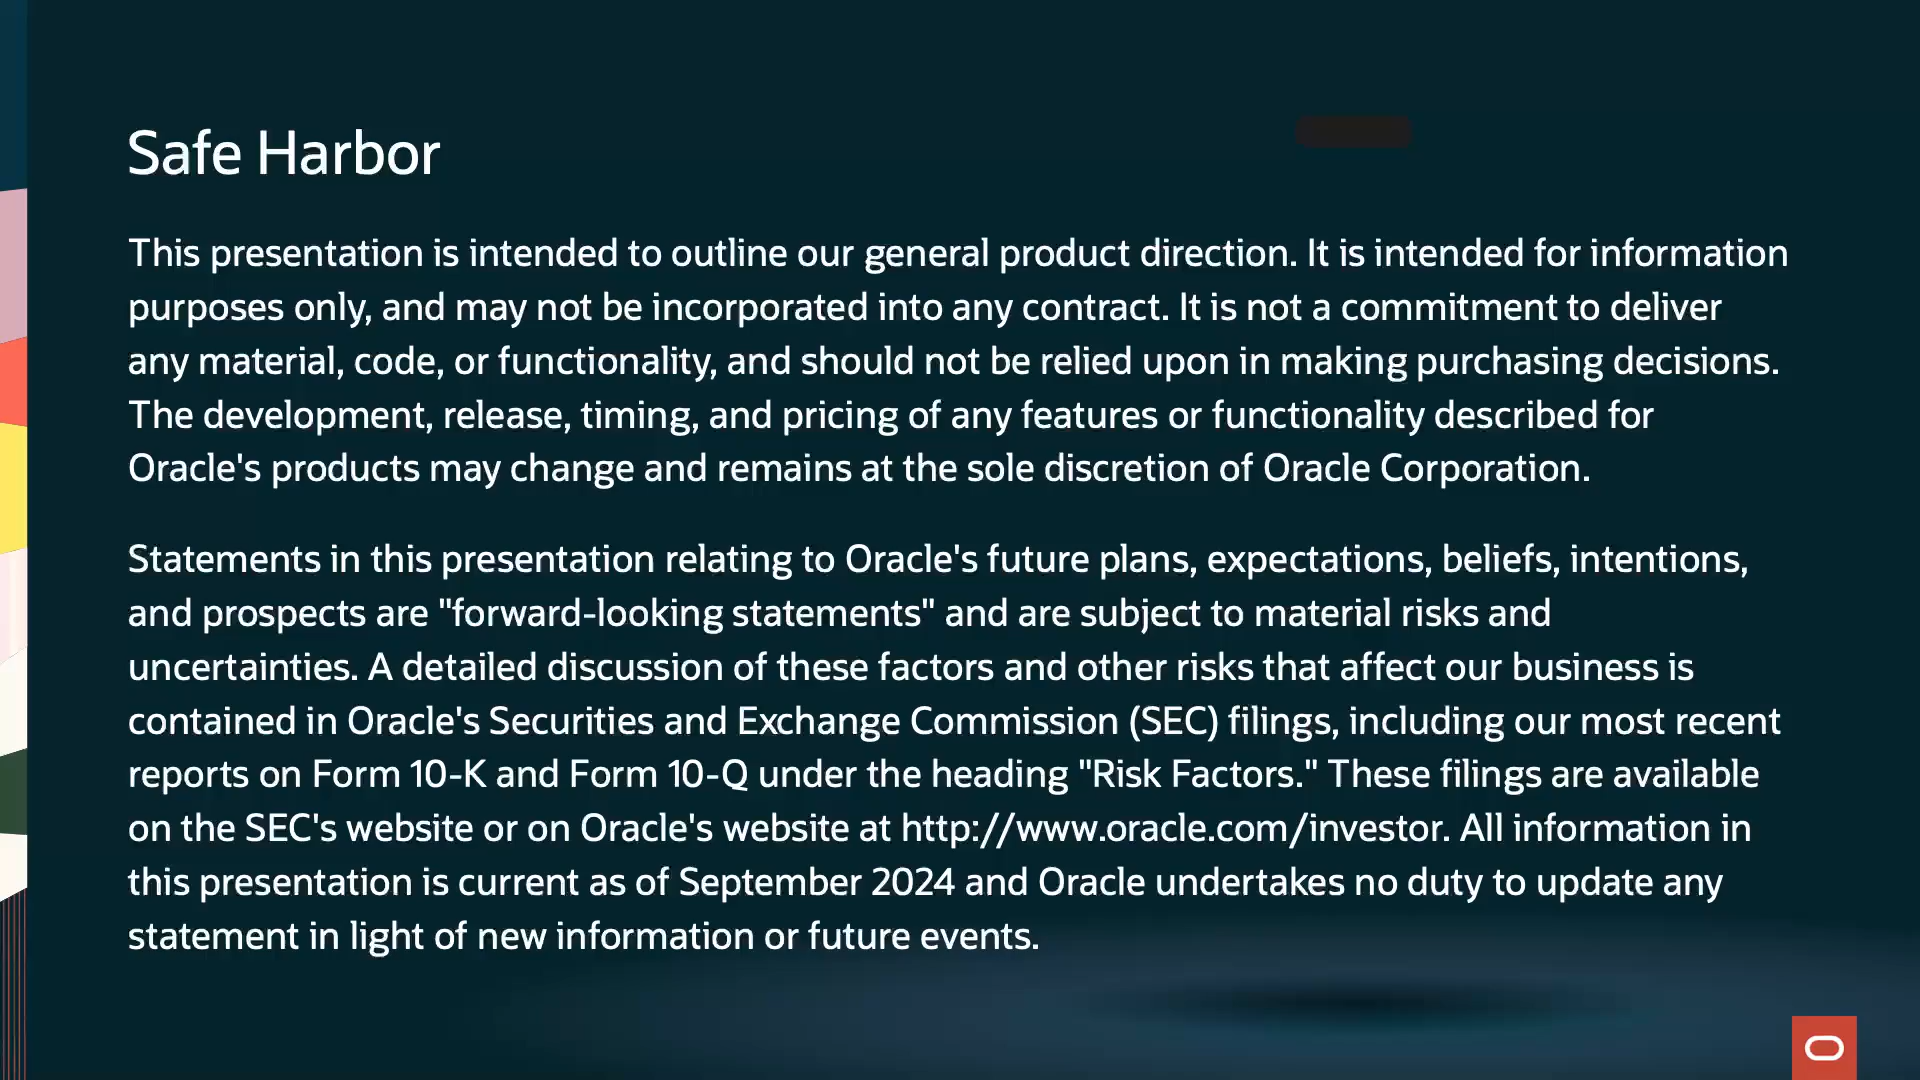 Safe Harbor
This presentation is intended to outline our general product direction. It is intended for information
purposes only, and may not be incorporated into any contract. It is not a commitment to deliver
any material, code, or functionality, and should not be relied upon in making purchasing decisions.
The development, release, timing, and pricing of any features or functionality described for
Oracle's products may change and remains at the sole discretion of Oracle Corporation.
Statements in this presentation relating to Oracle's future plans, expectations, beliefs, intentions,
and prospects are "forward-looking statements" and are subject to material risks and
uncertainties. A detailed discussion of these factors and other risks that affect our business is
contained in Oracle's Securities and Exchange Commission (SEC) filings, including our most recent
reports on Form 10-K and Form 10-Q under the heading "Risk Factors." These filings are available
on the SEC's website or on Oracle's website at http://www.oracle.com/investor. All information in
this presentation is current as of September 2024 and Oracle undertakes no duty to update any
statement in light of new information or future events.